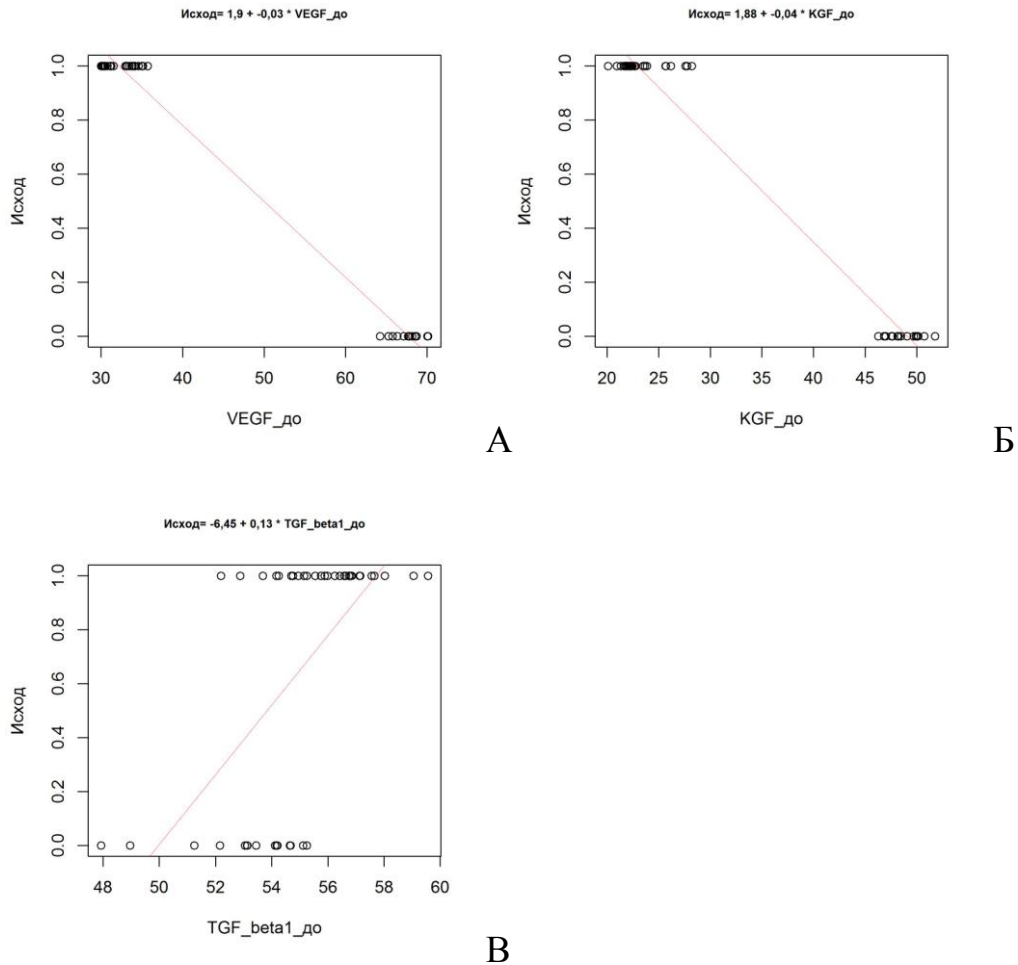 Исход= 1,9 + -0,03 * VEGF_до
Исход
0.0 0.2 0.4 0.6 0.8 1.0
30 40 50 60 70
VEGF_до
А
Исход= 1,88 + -0,04 * KGF_до
Исход
0.0 0.2 0.4 0.6 0.8 1.0
20 25 30 35 40 45 50
KGF_до
Б
Исход= -6,45 + 0,13 * TGF_beta1_до
Исход
0.0 0.2 0.4 0.6 0.8 1.0
48 50 52 54 56 58 60
TGF_beta1_до
В